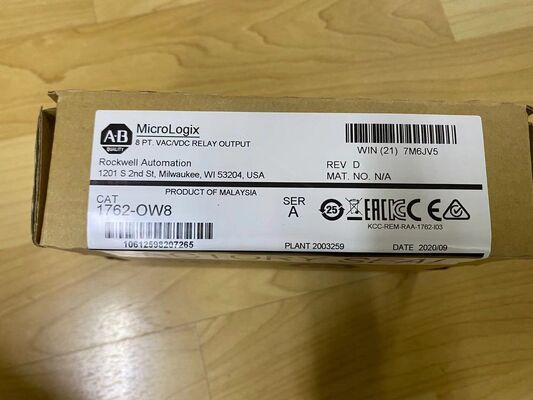 A-B
QUALITY
MicroLogix
8 PT. VAC/VDC RELAY OUTPUT
Rockwell Automation
1201 S 2nd St, Milwaukee, WI 53204, USA
WIN (21) 7M6JV5
REV D
MAT. NO. N/A
PRODUCT OF MALAYSIA
CAT
1762-OW8
SER
A
25
EAC
CE
KCC-REM-RAA-1762-I03
10612598207265
PLANT 2003259
DATE 2020/09